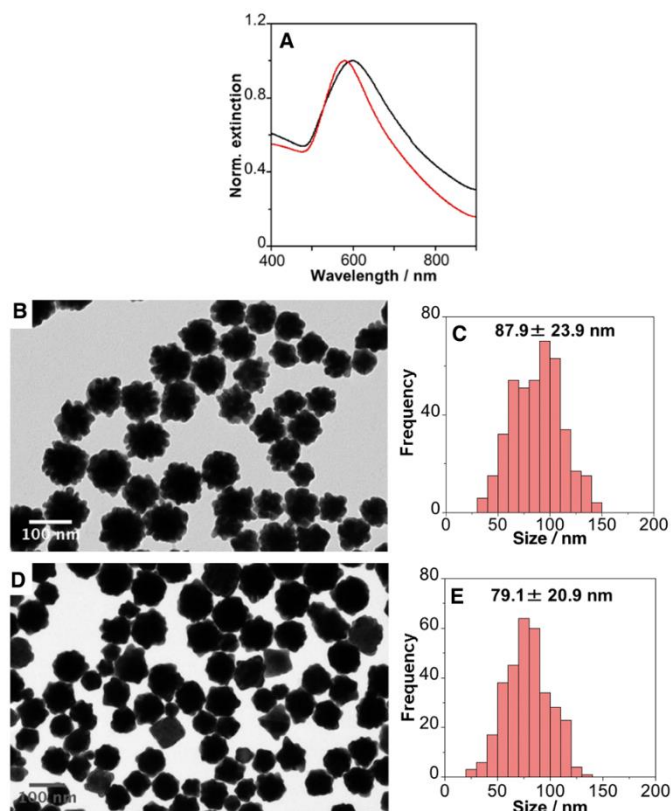 A
1.2
0.8
0.4
0
Norm. extinction
400
600
800
Wavelength / nm
B
100 nm
C
87.9 ± 23.9 nm
80
40
0
Frequency
0
50
100
150
200
Size / nm
D
100 nm
E
79.1 ± 20.9 nm
80
60
40
20
0
Frequency
0
50
100
150
200
Size / nm